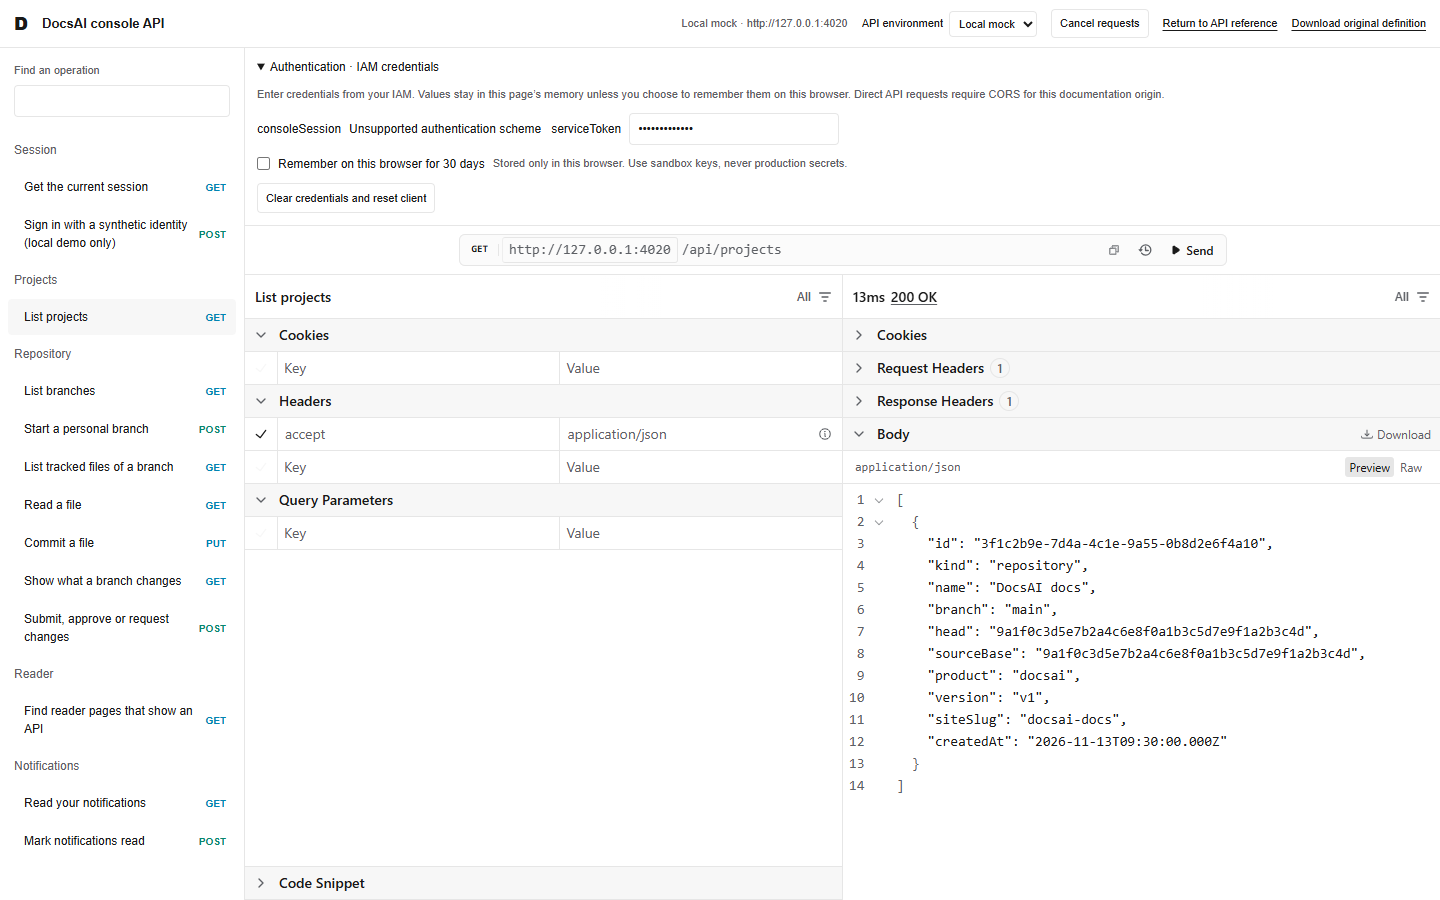 D DocsAI console API
Local mock · http://127.0.0.1:4020 API environment Local mock Cancel requests Return to API reference Download original definition
Find an operation
Session
Get the current session GET
Sign in with a synthetic identity
(local demo only) POST
Projects
List projects GET
Repository
List branches GET
Start a personal branch POST
List tracked files of a branch GET
Read a file GET
Commit a file PUT
Show what a branch changes GET
Submit, approve or request
changes POST
Reader
Find reader pages that show an
API GET
Notifications
Read your notifications GET
Mark notifications read POST
Authentication · IAM credentials
Enter credentials from your IAM. Values stay in this page's memory unless you choose to remember them on this browser. Direct API requests require CORS for this documentation origin.
consoleSession Unsupported authentication scheme serviceToken •••••••••••••
Remember on this browser for 30 days Stored only in this browser. Use sandbox keys, never production secrets.
Clear credentials and reset client
GET http://127.0.0.1:4020 /api/projects Send
List projects All
Cookies
Key Value
Headers
accept application/json
Key Value
Query Parameters
Key Value
Code Snippet
13ms 200 OK All
Cookies
Request Headers 1
Response Headers 1
Body Download
application/json Preview Raw
1 [
2 {
3 "id": "3f1c2b9e-7d4a-4c1e-9a55-0b8d2e6f4a10",
4 "kind": "repository",
5 "name": "DocsAI docs",
6 "branch": "main",
7 "head": "9a1f0c3d5e7b2a4c6e8f0a1b3c5d7e9f1a2b3c4d",
8 "sourceBase": "9a1f0c3d5e7b2a4c6e8f0a1b3c5d7e9f1a2b3c4d",
9 "product": "docsai",
10 "version": "v1",
11 "siteSlug": "docsai-docs",
12 "createdAt": "2026-11-13T09:30:00.000Z"
13 }
14 ]